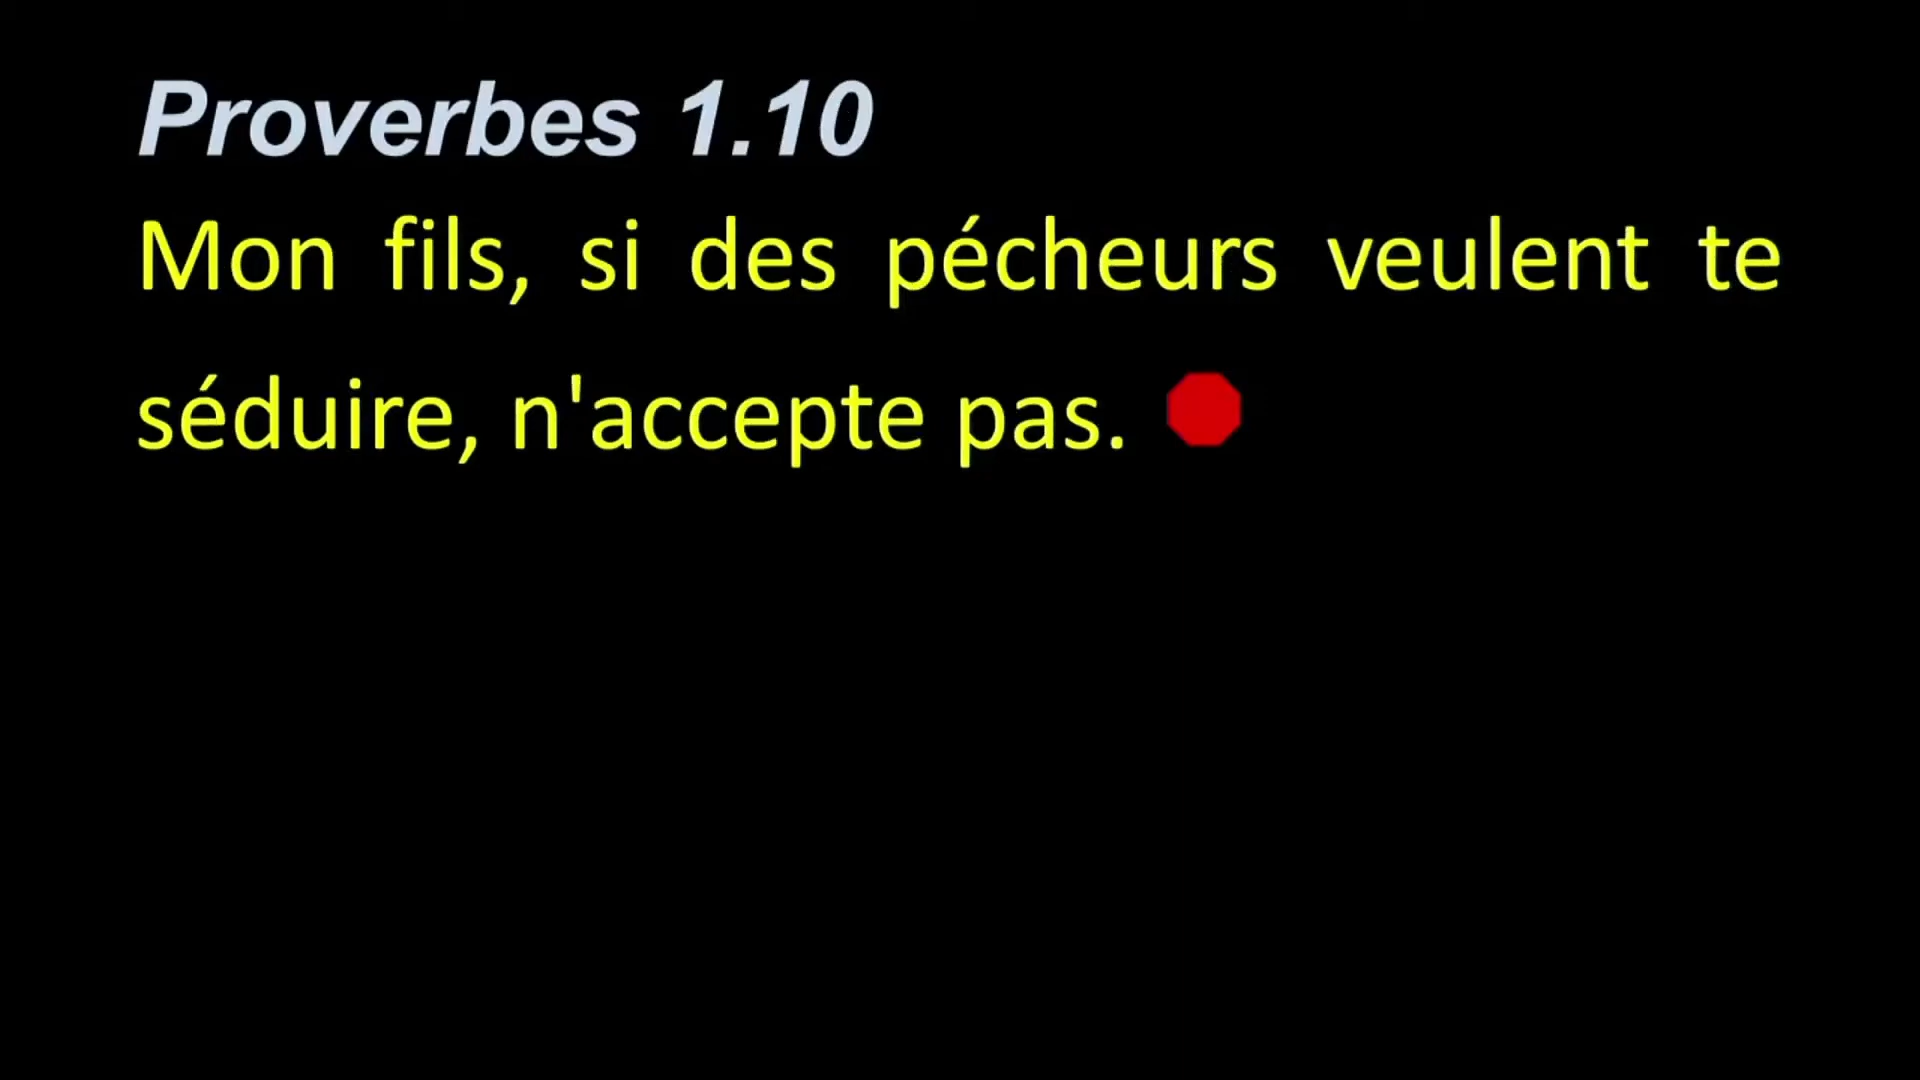 Proverbes 1.10
Mon fils, si des pécheurs veulent te
séduire, n'accepte pas.